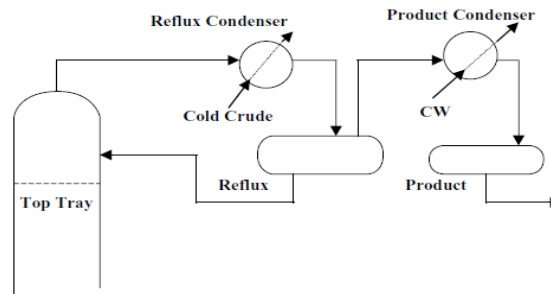 Reflux Condenser
Product Condenser
Cold Crude
CW
Reflux
Product
Top Tray